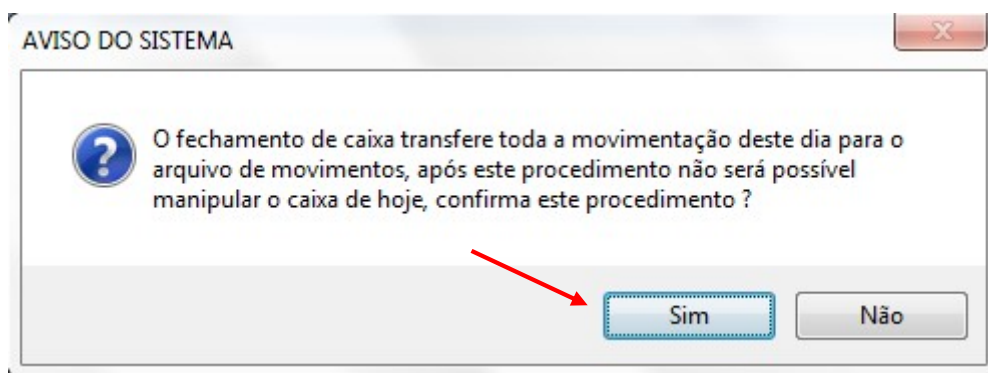 AVISO DO SISTEMA
O fechamento de caixa transfere toda a movimentação deste dia para o
arquivo de movimentos, após este procedimento não será possível
manipular o caixa de hoje, confirma este procedimento ?
Sim
Não